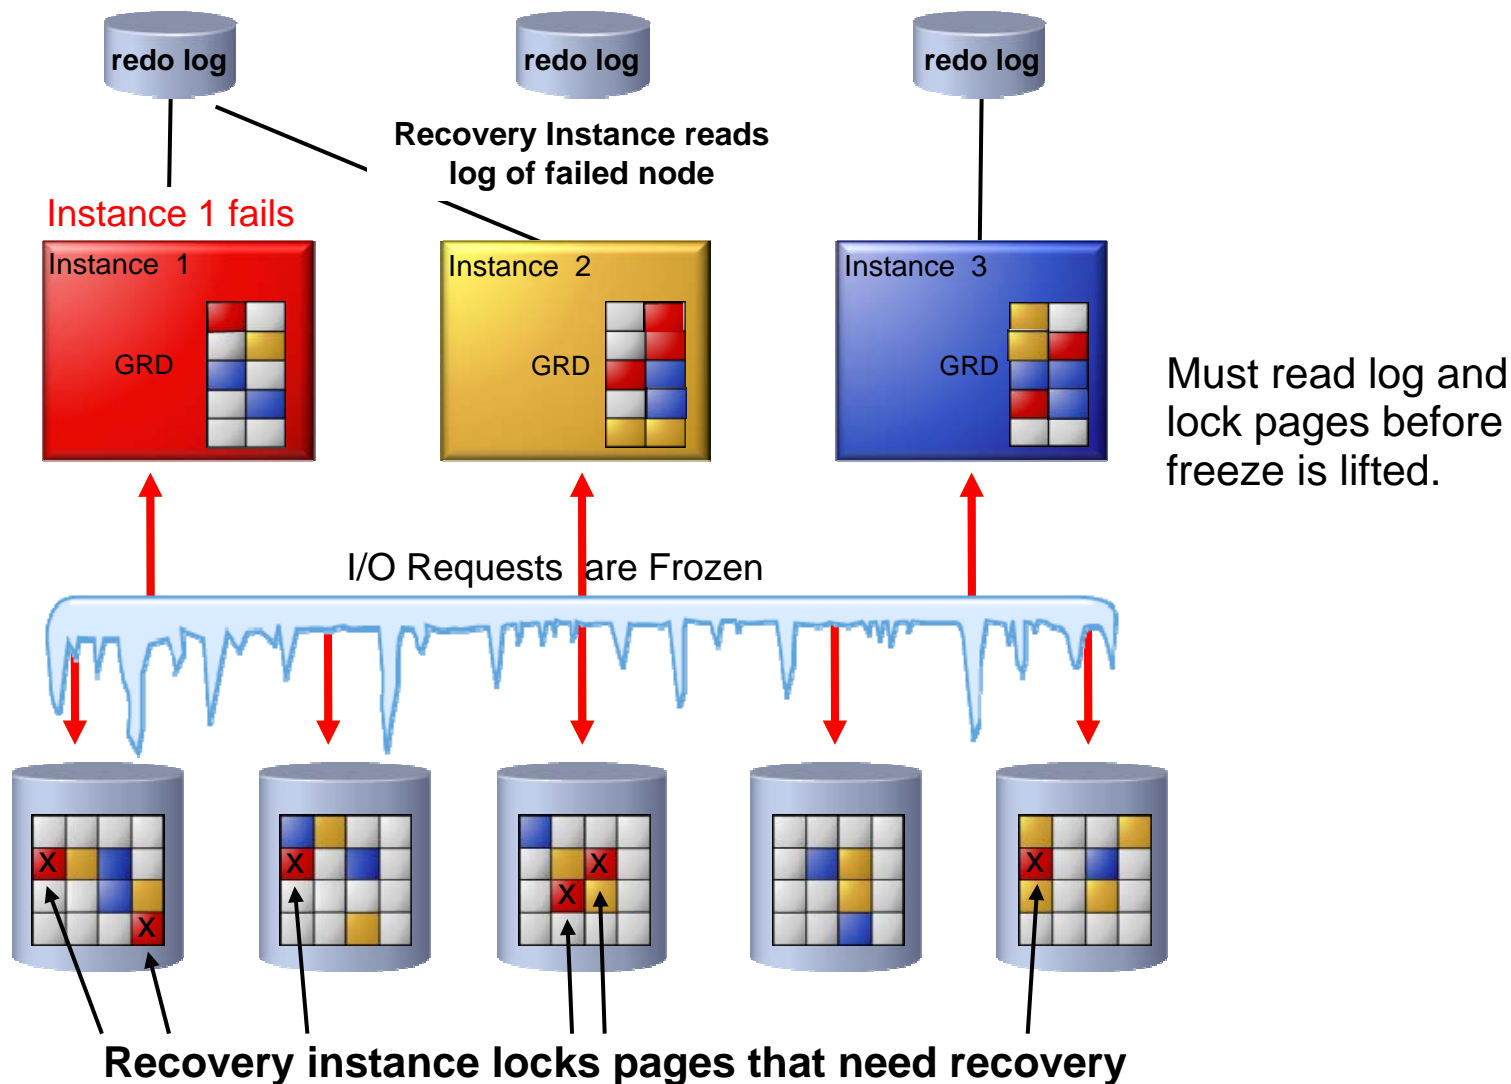 redo log
redo log
redo log
Recovery Instance reads
log of failed node
Instance 1 fails
Instance 1
Instance 2
Instance 3
GRD
GRD
GRD
Must read log and
lock pages before
freeze is lifted.
I/O Requests are Frozen
X
X
X
X
X
X
X
Recovery instance locks pages that need recovery